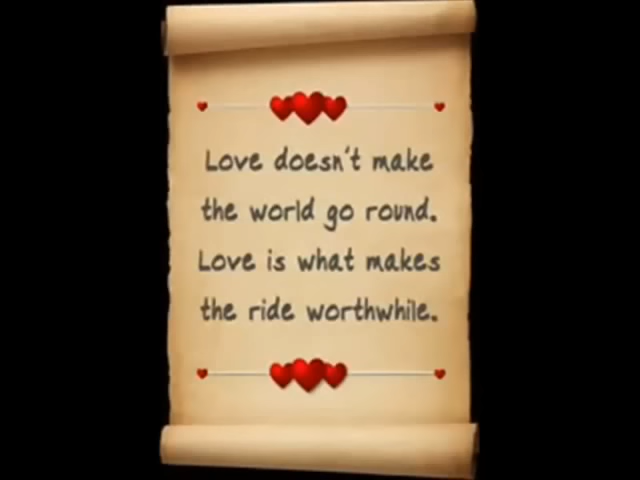 Love doesn't make
the world go round.
Love is what makes
the ride worthwhile.